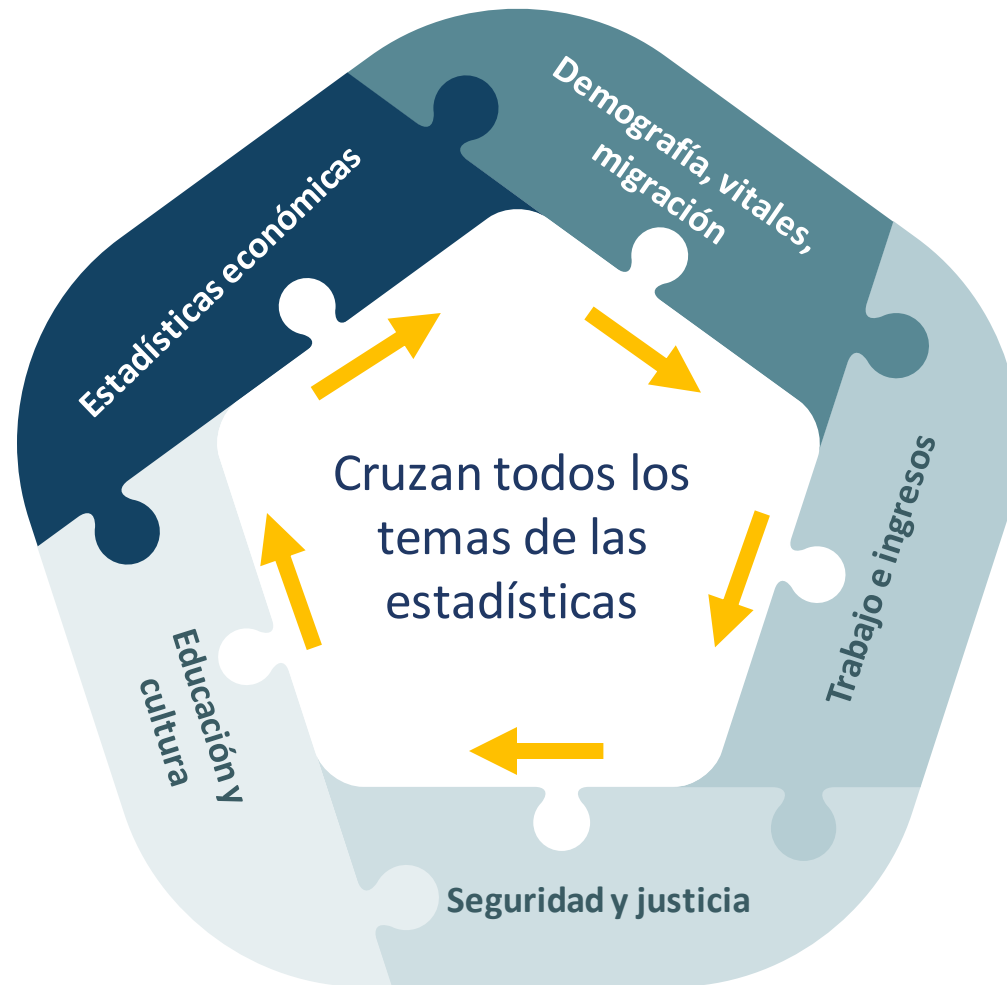 Estadísticas económicas
Demografía, vitales,
migración
Trabajo e ingresos
Seguridad y justicia
Educación y
cultura
Cruzan todos los
temas de las
estadísticas